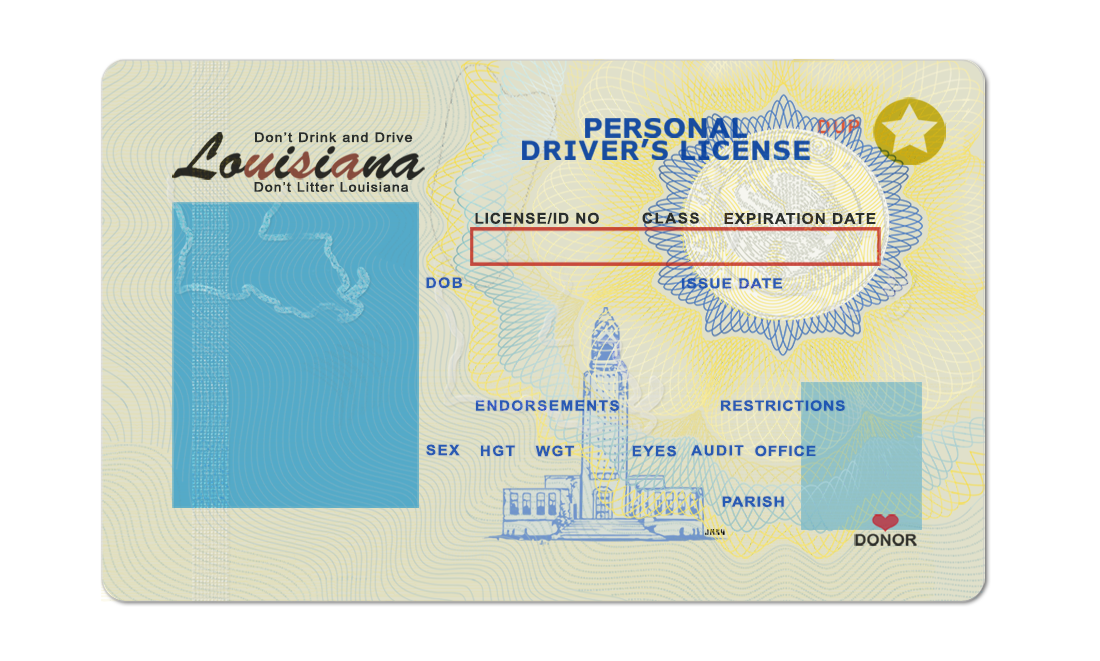 Don't Drink and Drive
Louisiana
Don't Litter Louisiana
PERSONAL
DRIVER'S LICENSE
DUP
LICENSE/ID NO CLASS EXPIRATION DATE
DOB ISSUE DATE
ENDORSEMENTS RESTRICTIONS
SEX HGT WGT EYES AUDIT OFFICE
PARISH
DONOR